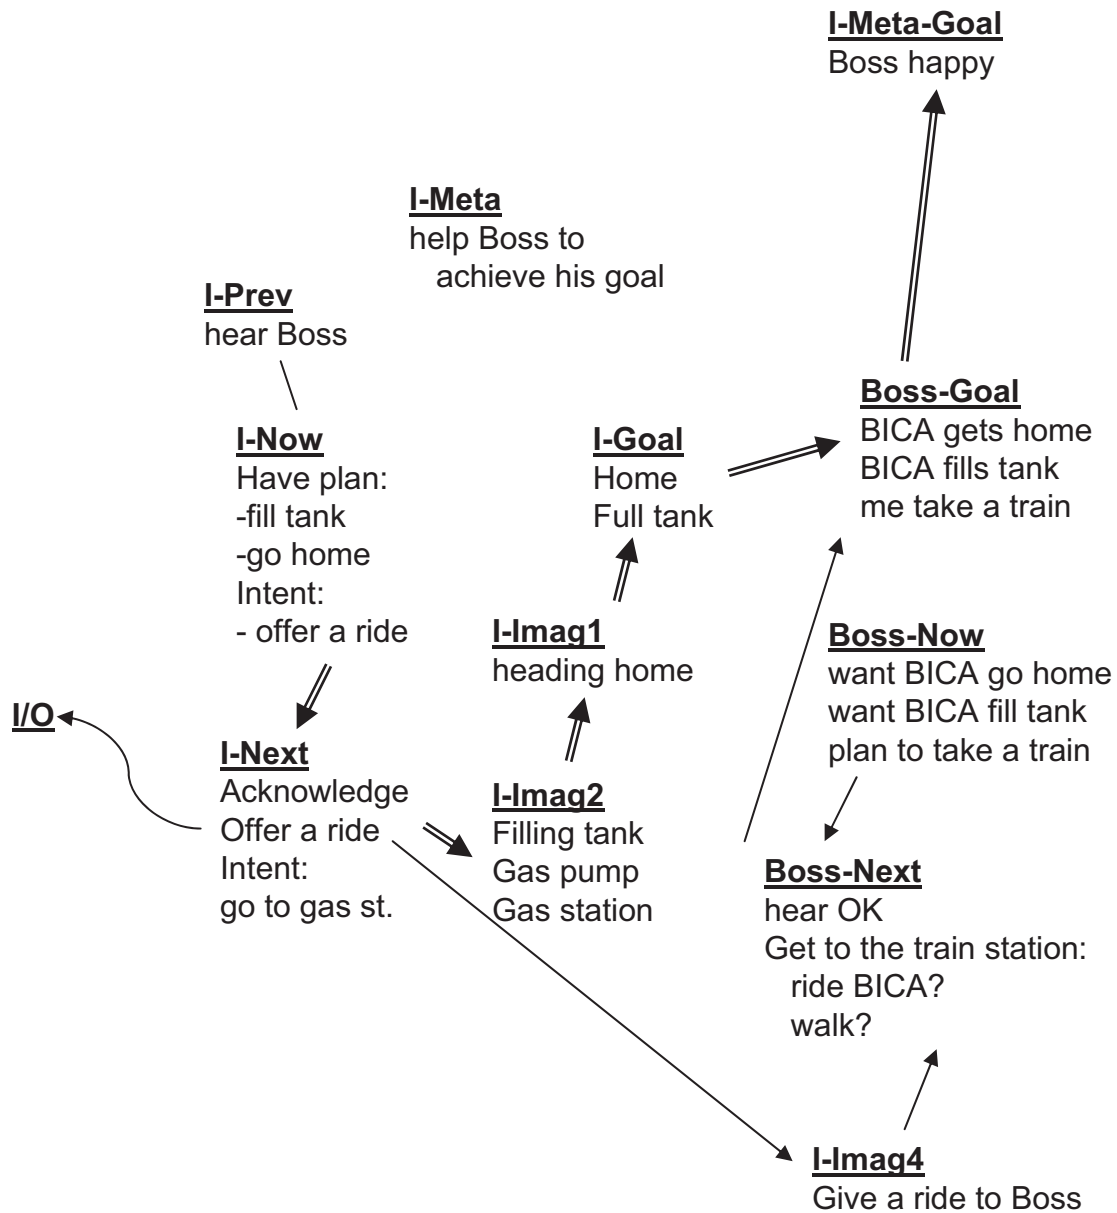 I-Meta-Goal
Boss happy
I-Meta
help Boss to
achieve his goal
I-Prev
hear Boss
Boss-Goal
BICA gets home
BICA fills tank
me take a train
I-Now
Have plan:
-fill tank
-go home
Intent:
- offer a ride
I-Goal
Home
Full tank
I-Imag1
heading home
Boss-Now
want BICA go home
want BICA fill tank
plan to take a train
I/O
I-Next
Acknowledge
Offer a ride
Intent:
go to gas st.
I-Imag2
Filling tank
Gas pump
Gas station
Boss-Next
hear OK
Get to the train station:
ride BICA?
walk?
I-Imag4
Give a ride to Boss